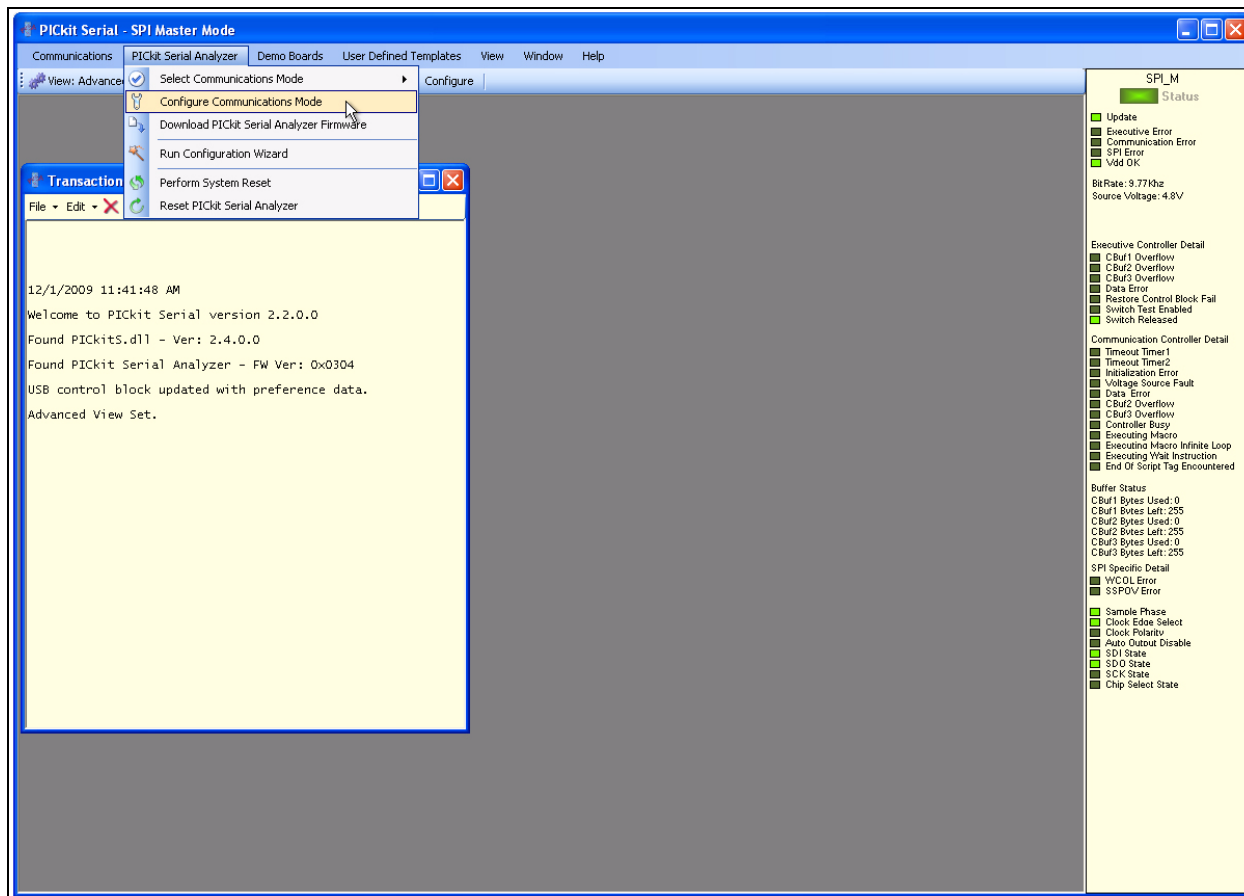 PICkit Serial - SPI Master Mode
Communications PICkit Serial Analyzer Demo Boards User Defined Templates View Window Help
View: Advance
Configure
Select Communications Mode
Configure Communications Mode
Download PICkit Serial Analyzer Firmware
Run Configuration Wizard
Perform System Reset
Reset PICkit Serial Analyzer
Transaction
File Edit
12/1/2009 11:41:48 AM
Welcome to PICkit Serial version 2.2.0.0
Found PICkitS.dll - Ver: 2.4.0.0
Found PICkit Serial Analyzer - FW Ver: 0x0304
USB control block updated with preference data.
Advanced View Set.
SPI_M
Status
Update
Executive Error
Communication Error
SPI Error
Vdd OK
BitRate: 9.77Khz
Source Voltage: 4.8V
Executive Controller Detail
CBuf1 Overflow
CBuf2 Overflow
CBuf3 Overflow
Data Error
Restore Control Block Fail
Switch Test Enabled
Switch Released
Communication Controller Detail
Timeout Timer1
Timeout Timer2
Initialization Error
Voltage Source Fault
Data Error
CBuf2 Overflow
CBuf3 Overflow
Controller Busy
Executing Macro
Executing Macro Infinite Loop
Executing Wait Instruction
End Of Script Tag Encountered
Buffer Status
CBuf1 Bytes Used: 0
CBuf1 Bytes Left: 255
CBuf2 Bytes Used: 0
CBuf2 Bytes Left: 255
CBuf3 Bytes Used: 0
CBuf3 Bytes Left: 255
SPI Specific Detail
WCOL Error
SSPOV Error
Sample Phase
Clock Edge Select
Clock Polarity
Auto Output Disable
SDI State
SDO State
SCK State
Chip Select State